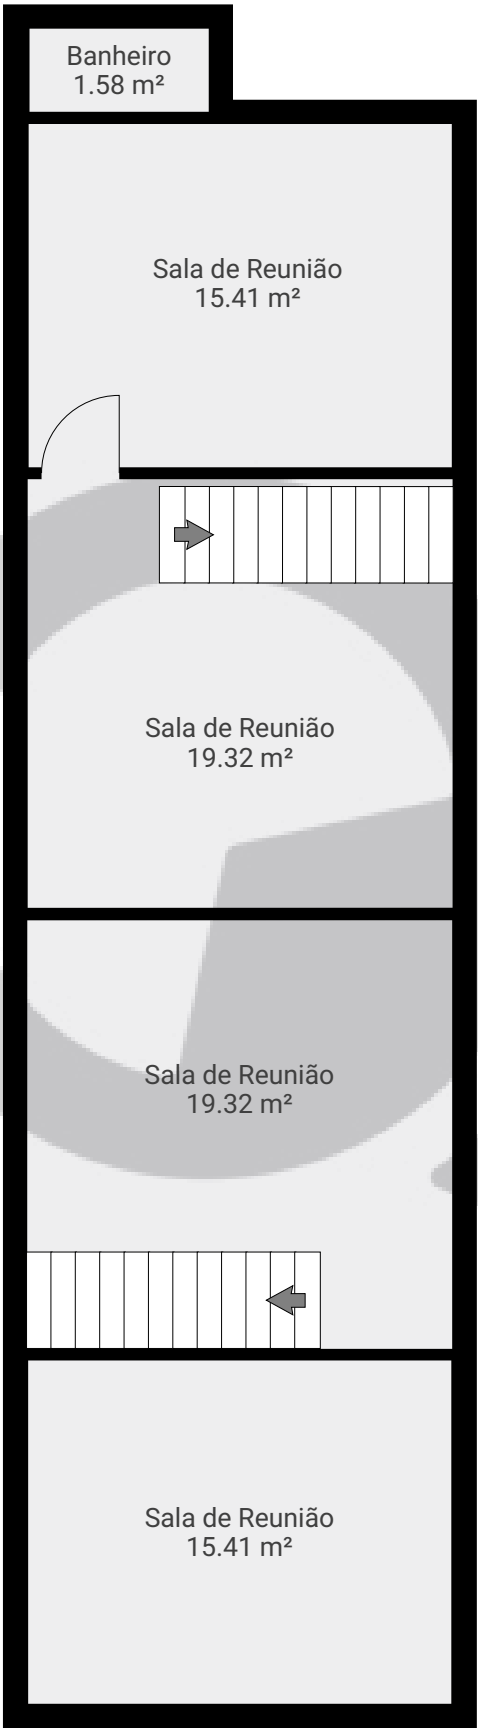 Banheiro
1.58 m²
Sala de Reunião
15.41 m²
Sala de Reunião
19.32 m²
Sala de Reunião
19.32 m²
Sala de Reunião
15.41 m²